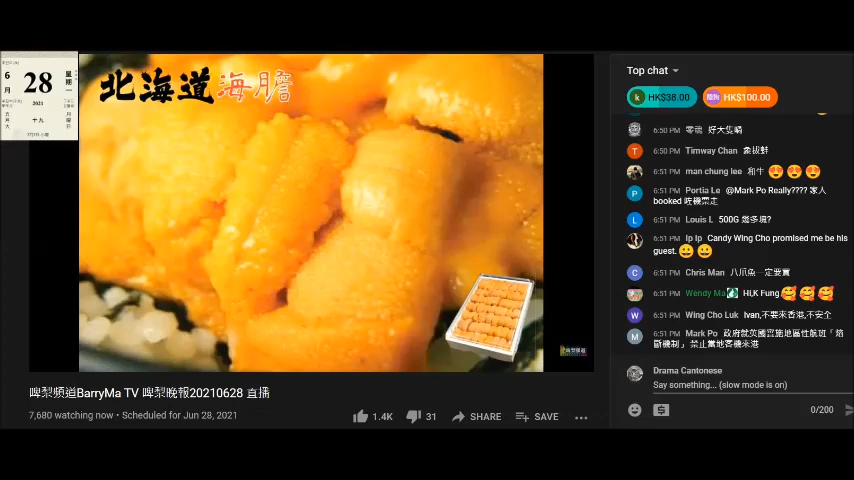 北海道海膽
6
月
28
星
期
一
2021
十九
啤梨頻道BarryMa TV 啤梨晚報20210628 直播
7,680 watching now • Scheduled for Jun 28, 2021
1.4K
31
SHARE
SAVE
Top chat
k HK$38.00
HK$100.00
6:50 PM 零魂 好大隻喎
6:50 PM Timway Chan 象拔蚌
6:51 PM man chung lee 和牛 😍😍😍
6:51 PM Portia Le @Mark Po Really???? 家人
booked 咗機票走
6:51 PM Louis L 500G 幾多塊?
6:51 PM Ip Ip Candy Wing Cho promised me be his
guest.😀😀
6:51 PM Chris Man 八爪魚一定要買
6:51 PM Wendy Ma Hi,K Fung🥰🥰🥰
6:51 PM Wing Cho Luk Ivan,不要來香港,不安全
6:51 PM Mark Po 政府就英國實施地區性航班「熔
斷機制」 禁止當地客機來港
Drama Cantonese
Say something... (slow mode is on)
0/200